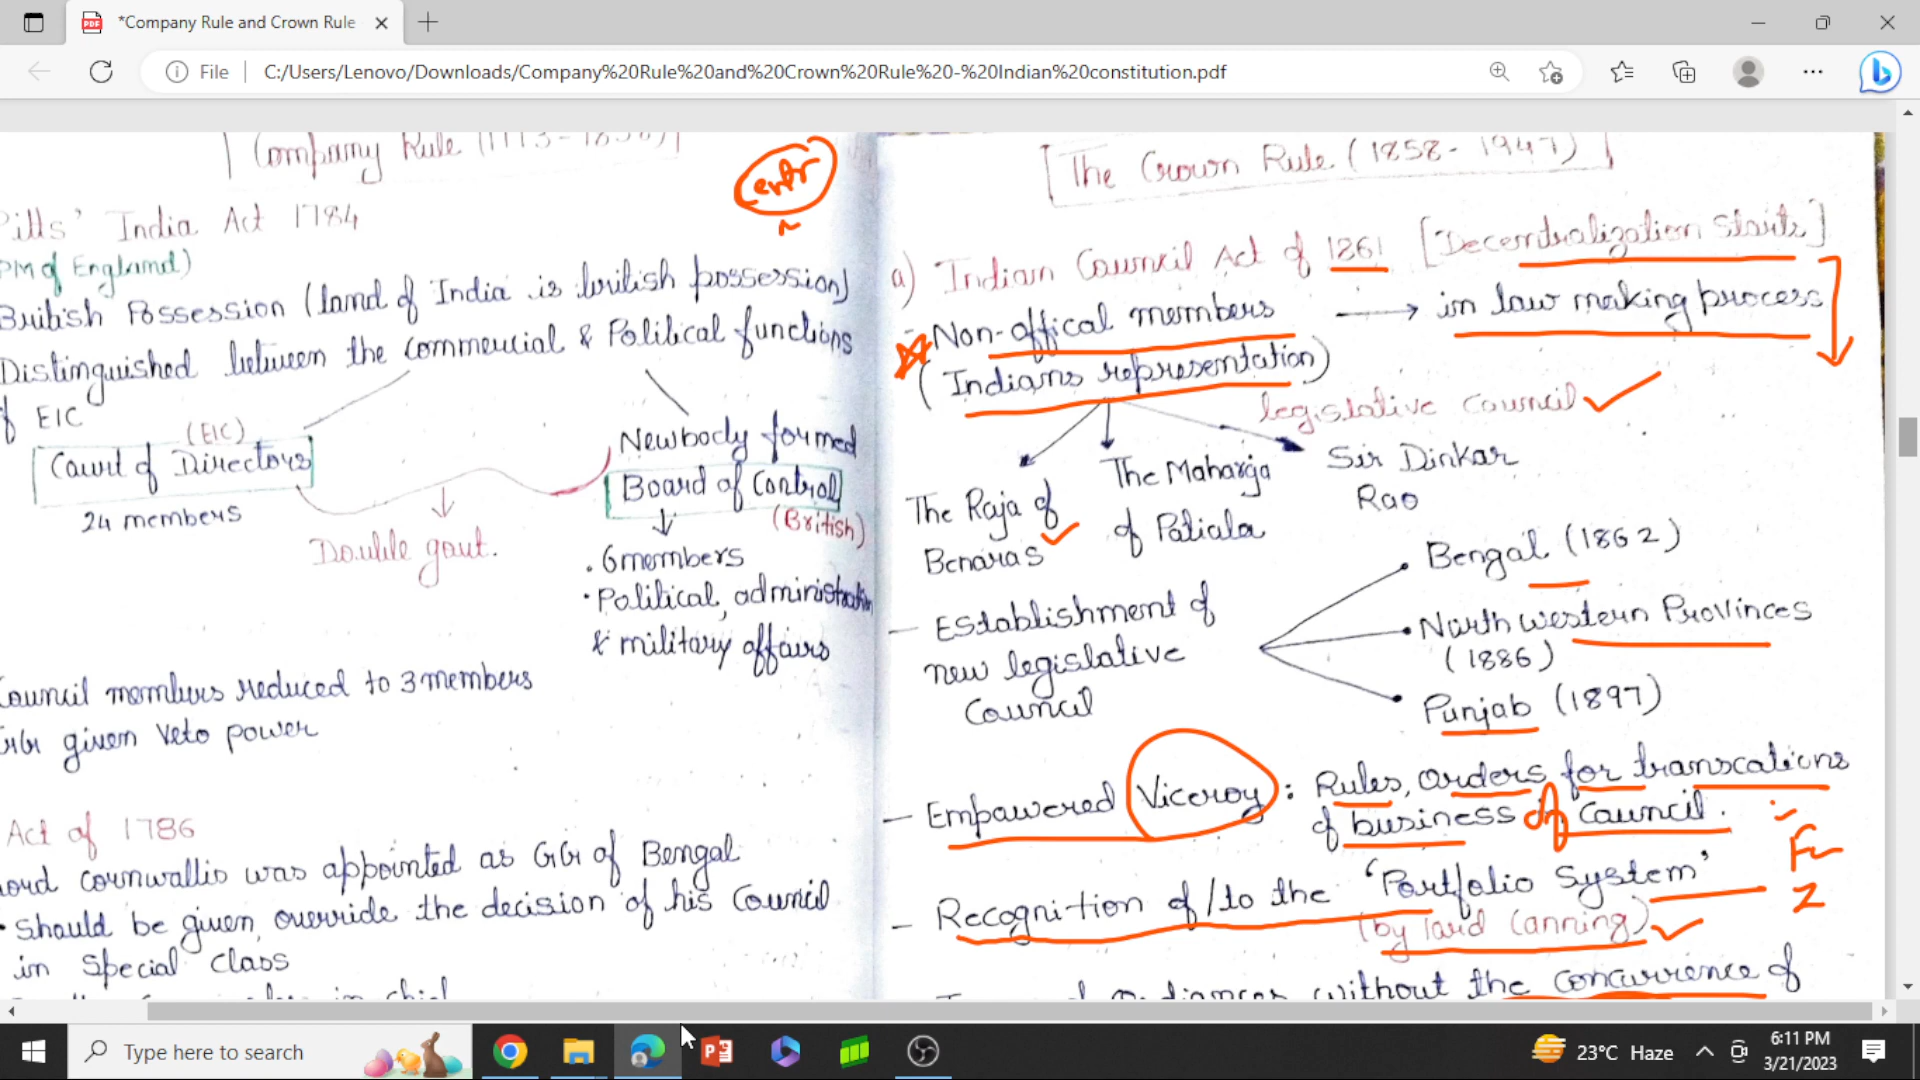 *Company Rule and Crown Rule
File
C:/Users/Lenovo/Downloads/Company%20Rule%20and%20Crown%20Rule%20-%20Indian%20constitution.pdf
Company Rule
Pitts' India Act 1784
PM of England)
British Possession (land of India is british possession)
Distinguished between the commercial & Political functions
of EIC
(EIC)
Court of Directors
24 members
Double govt.
New body formed
Board of Control
(British)
. 6 members
· Political, administration
& military affairs
Council members reduced to 3 members
GG given Veto power
Act of 1786
Lord cornwallis was appointed as GG of Bengal
· Should be given override the decision of his Council
in special class
in chief
[The Crown Rule (1858-1947)]
a) Indian Council Act of 1861 [Decentralization starts]
- Non-offical members → in law making process
(Indians representation)
legislative council
The Raja of Benaras
The Maharja of Patiala
Sir Dinkar Rao
— Establishment of
new legislative
Council
Bengal (1862)
North western Provinces
(1886)
Punjab (1897)
— Empowered Viceroy : Rules, orders for transcations
of business of Council.
— Recognition of/to the 'Portfolio System'
(by lard Canning)
without the concurrence of
Type here to search
23°C Haze
6:11 PM
3/21/2023